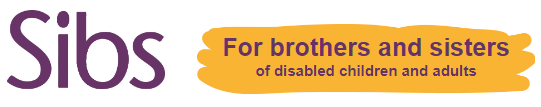 Sibs
For brothers and sisters
of disabled children and adults